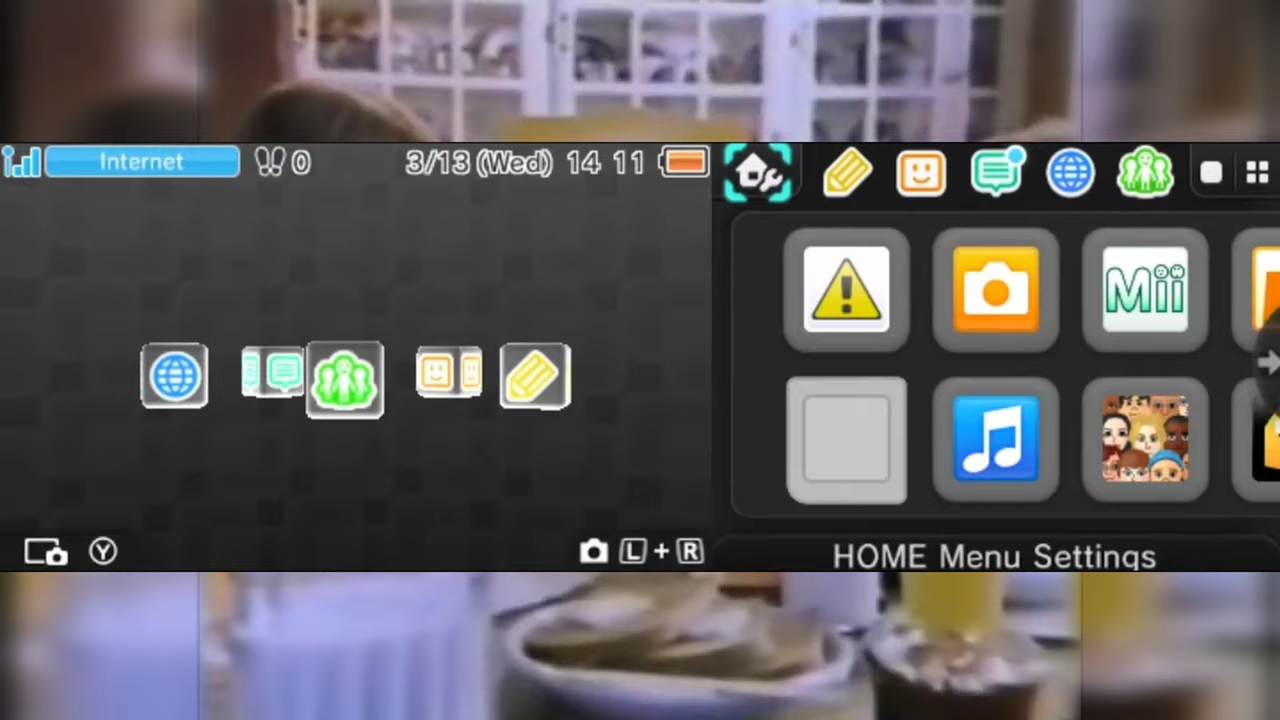 Internet
0
3/13 (Wed) 14 11
Y
L + R
Mii
HOME Menu Settings